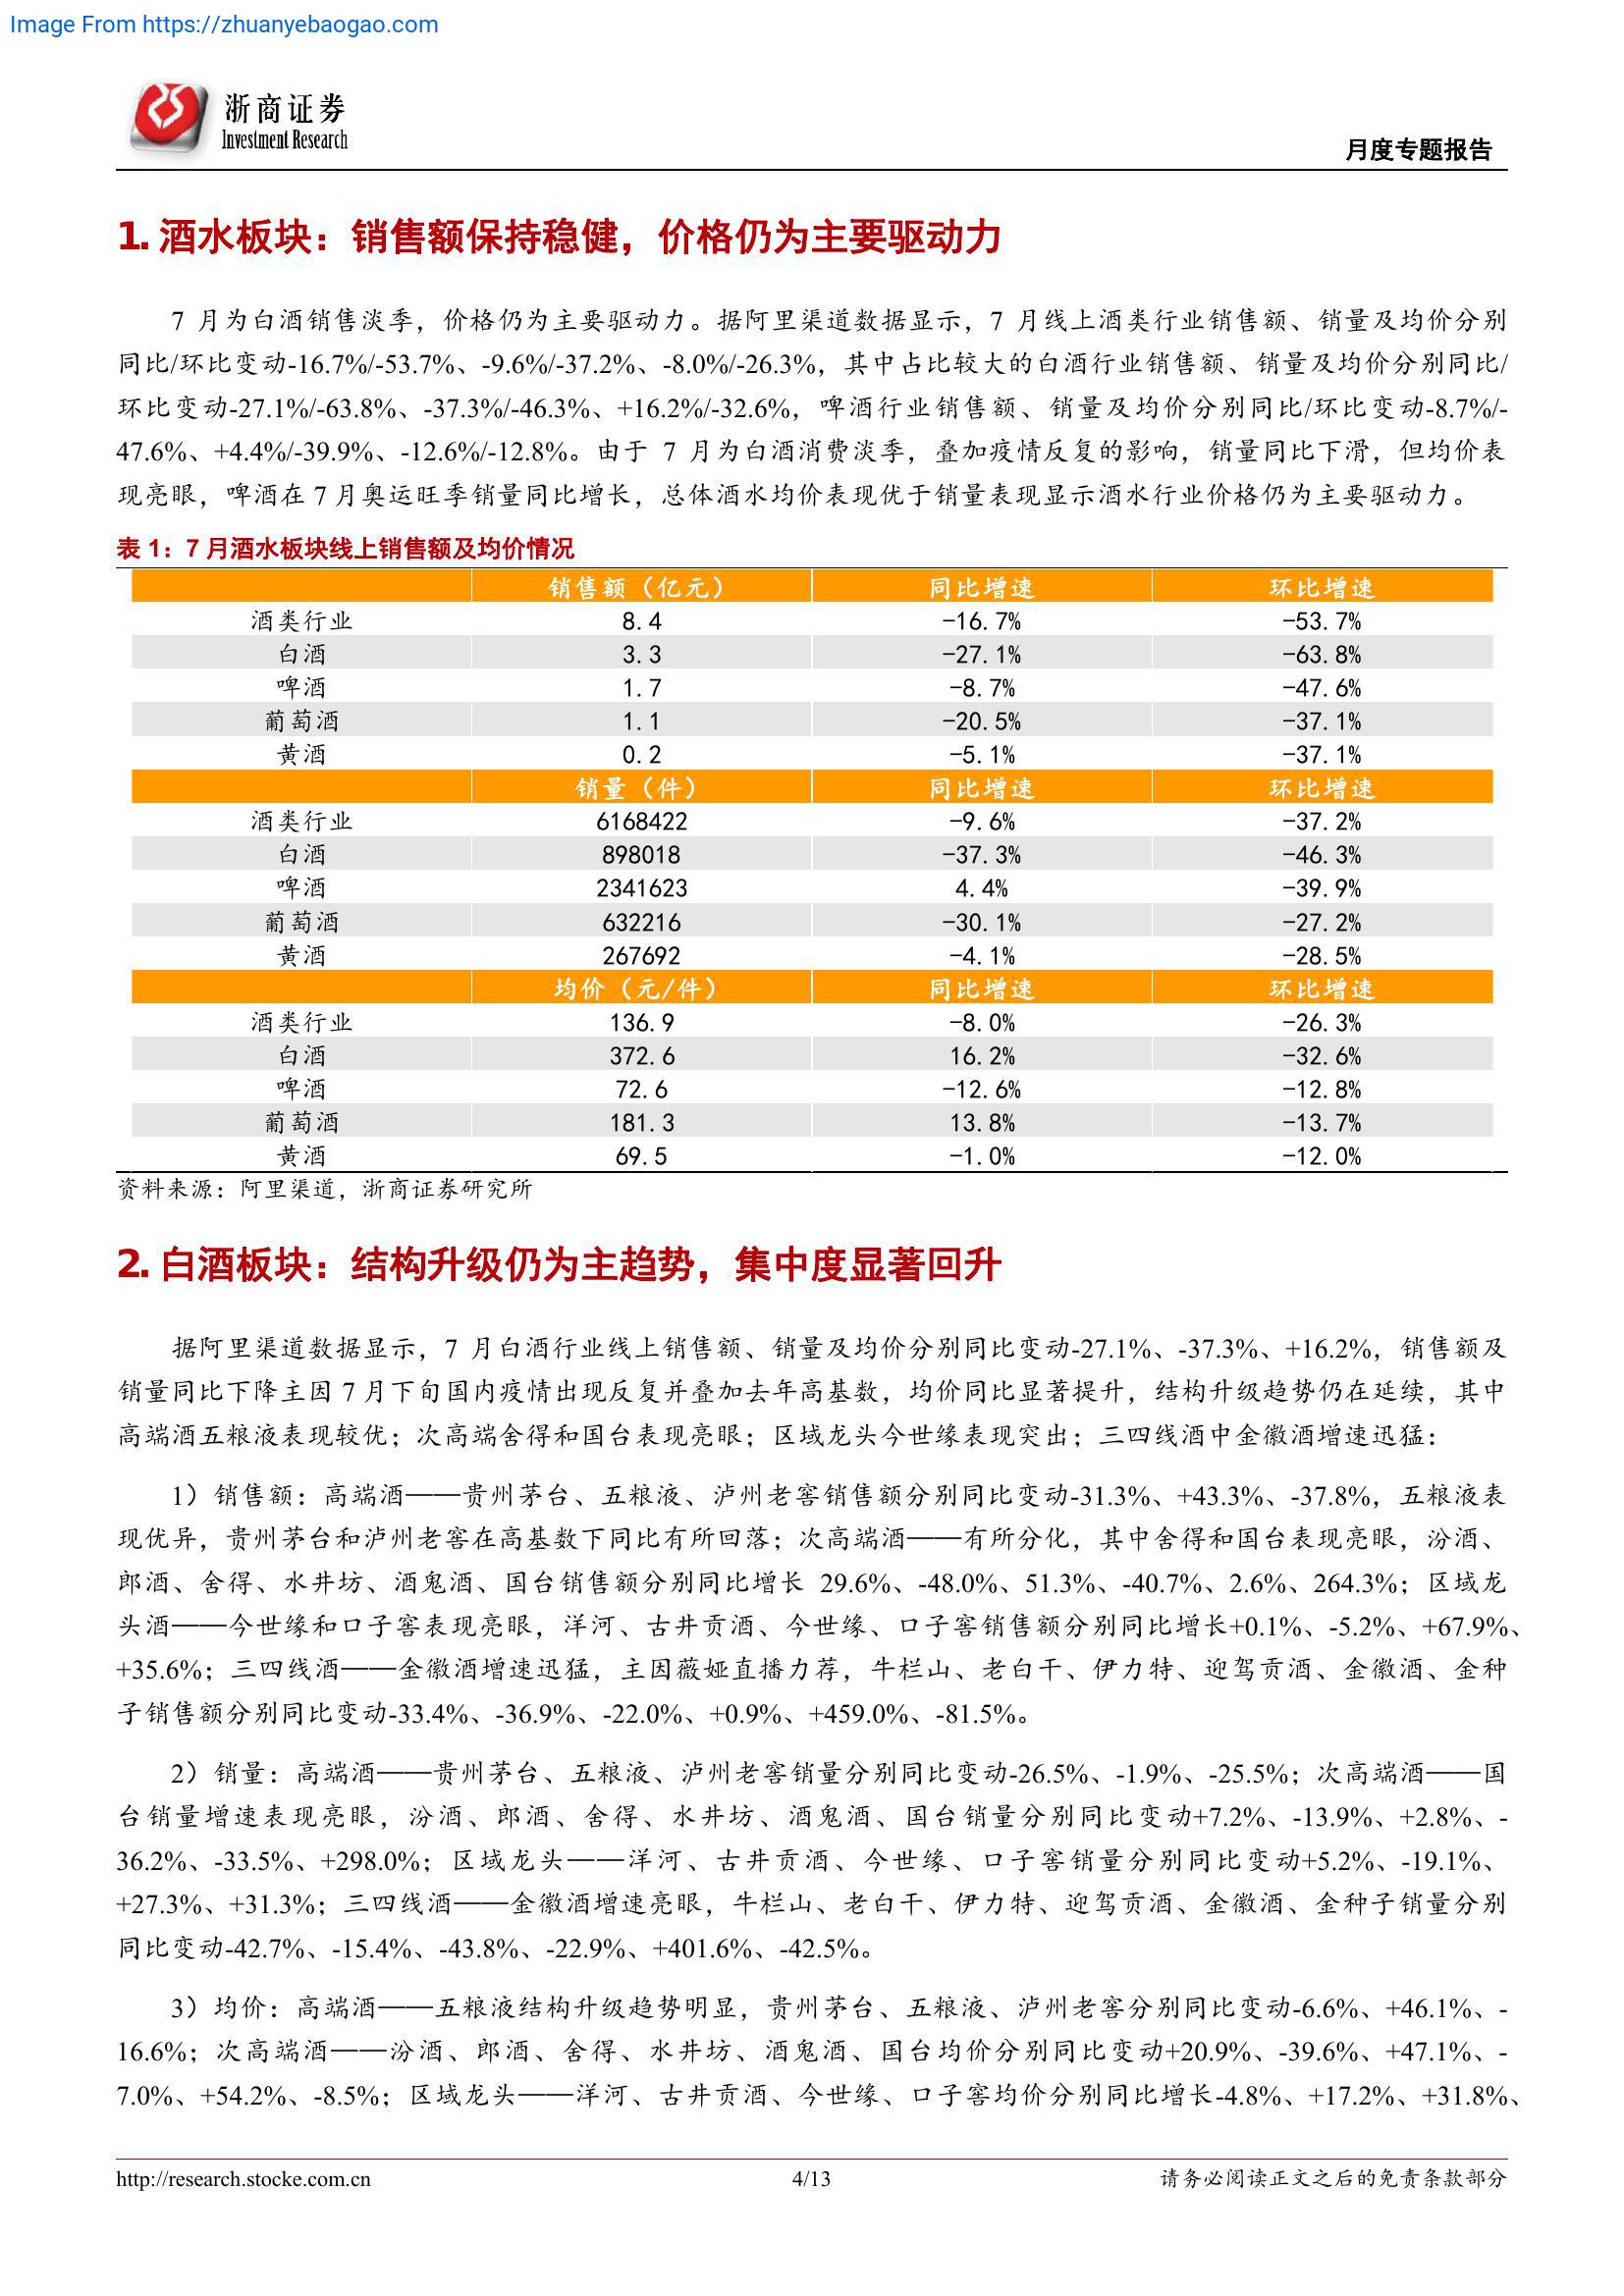 Image From https://zhuanyebaogao.com
浙商证券
Investment Research
月度专题报告
1. 酒水板块：销售额保持稳健，价格仍为主要驱动力
7 月为白酒销售淡季，价格仍为主要驱动力。据阿里渠道数据显示，7 月线上酒类行业销售额、销量及均价分别
同比/环比变动-16.7%/-53.7%、-9.6%/-37.2%、-8.0%/-26.3%，其中占比较大的白酒行业销售额、销量及均价分别同比/
环比变动-27.1%/-63.8%、-37.3%/-46.3%、+16.2%/-32.6%，啤酒行业销售额、销量及均价分别同比/环比变动-8.7%/-
47.6%、+4.4%/-39.9%、-12.6%/-12.8%。由于 7 月为白酒消费淡季，叠加疫情反复的影响，销量同比下滑，但均价表
现亮眼，啤酒在 7 月奥运旺季销量同比增长，总体酒水均价表现优于销量表现显示酒水行业价格仍为主要驱动力。
表 1：7 月酒水板块线上销售额及均价情况
销售额（亿元） 同比增速 环比增速
酒类行业 8.4 -16.7% -53.7%
白酒 3.3 -27.1% -63.8%
啤酒 1.7 -8.7% -47.6%
葡萄酒 1.1 -20.5% -37.1%
黄酒 0.2 -5.1% -37.1%
销量（件） 同比增速 环比增速
酒类行业 6168422 -9.6% -37.2%
白酒 898018 -37.3% -46.3%
啤酒 2341623 4.4% -39.9%
葡萄酒 632216 -30.1% -27.2%
黄酒 267692 -4.1% -28.5%
均价（元/件） 同比增速 环比增速
酒类行业 136.9 -8.0% -26.3%
白酒 372.6 16.2% -32.6%
啤酒 72.6 -12.6% -12.8%
葡萄酒 181.3 13.8% -13.7%
黄酒 69.5 -1.0% -12.0%
资料来源：阿里渠道，浙商证券研究所
2. 白酒板块：结构升级仍为主趋势，集中度显著回升
据阿里渠道数据显示，7 月白酒行业线上销售额、销量及均价分别同比变动-27.1%、-37.3%、+16.2%，销售额及
销量同比下降主因 7 月下旬国内疫情出现反复并叠加去年高基数，均价同比显著提升，结构升级趋势仍在延续，其中
高端酒五粮液表现较优；次高端舍得和国台表现亮眼；区域龙头今世缘表现突出；三四线酒中金徽酒增速迅猛：
1）销售额：高端酒——贵州茅台、五粮液、泸州老窖销售额分别同比变动-31.3%、+43.3%、-37.8%，五粮液表
现优异，贵州茅台和泸州老窖在高基数下同比有所回落；次高端酒——有所分化，其中舍得和国台表现亮眼，汾酒、
郎酒、舍得、水井坊、酒鬼酒、国台销售额分别同比增长 29.6%、-48.0%、51.3%、-40.7%、2.6%、264.3%；区域龙
头酒——今世缘和口子窖表现亮眼，洋河、古井贡酒、今世缘、口子窖销售额分别同比增长+0.1%、-5.2%、+67.9%、
+35.6%；三四线酒——金徽酒增速迅猛，主因薇娅直播力荐，牛栏山、老白干、伊力特、迎驾贡酒、金徽酒、金种
子销售额分别同比变动-33.4%、-36.9%、-22.0%、+0.9%、+459.0%、-81.5%。
2）销量：高端酒——贵州茅台、五粮液、泸州老窖销量分别同比变动-26.5%、-1.9%、-25.5%；次高端酒——国
台销量增速表现亮眼，汾酒、郎酒、舍得、水井坊、酒鬼酒、国台销量分别同比变动+7.2%、-13.9%、+2.8%、-
36.2%、-33.5%、+298.0%；区域龙头——洋河、古井贡酒、今世缘、口子窖销量分别同比变动+5.2%、-19.1%、
+27.3%、+31.3%；三四线酒——金徽酒增速亮眼，牛栏山、老白干、伊力特、迎驾贡酒、金徽酒、金种子销量分别
同比变动-42.7%、-15.4%、-43.8%、-22.9%、+401.6%、-42.5%。
3）均价：高端酒——五粮液结构升级趋势明显，贵州茅台、五粮液、泸州老窖分别同比变动-6.6%、+46.1%、-
16.6%；次高端酒——汾酒、郎酒、舍得、水井坊、酒鬼酒、国台均价分别同比变动+20.9%、-39.6%、+47.1%、-
7.0%、+54.2%、-8.5%；区域龙头——洋河、古井贡酒、今世缘、口子窖均价分别同比增长-4.8%、+17.2%、+31.8%、
http://research.stocke.com.cn
4/13
请务必阅读正文之后的免责条款部分